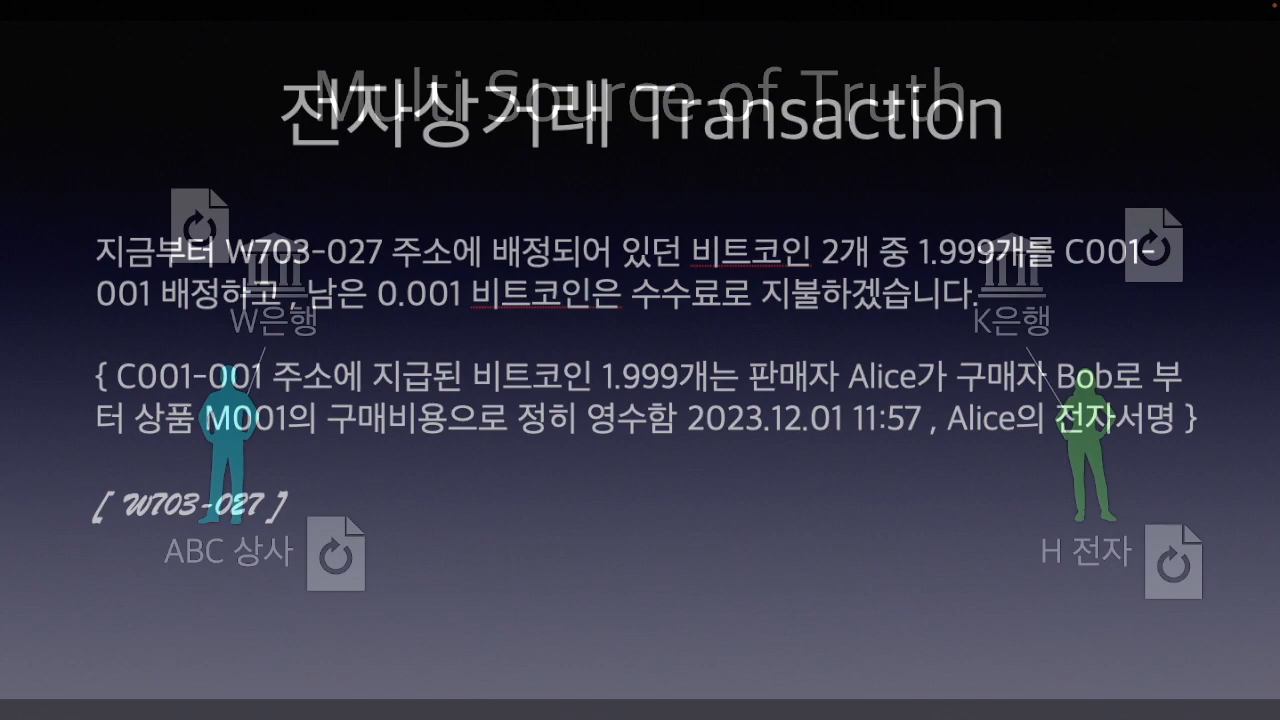 Multi Source of Truth
전자상거래 Transaction
지금부터 W703-027 주소에 배정되어 있던 비트코인 2개 중 1.999개를 C001-
001 배정하고 , 남은 0.001 비트코인은 수수료로 지불하겠습니다.
W은행
K은행
{ C001-001 주소에 지급된 비트코인 1.999개는 판매자 Alice가 구매자 Bob로 부
터 상품 M001의 구매비용으로 정히 영수함 2023.12.01 11:57 , Alice의 전자서명 }
[ W703-027 ]
ABC 상사
H 전자